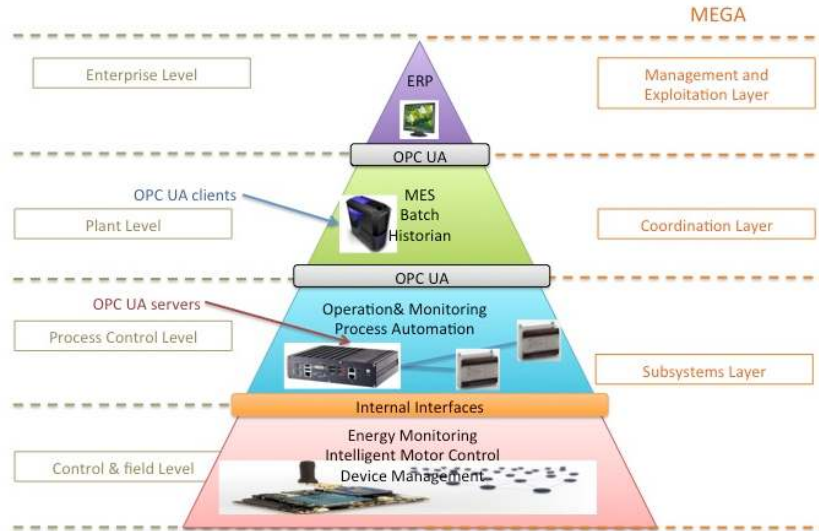 MEGA
Enterprise Level
ERP
Management and
Exploitation Layer
OPC UA
OPC UA clients
MES
Batch
Historian
Plant Level
Coordination Layer
OPC UA
OPC UA servers
Operation& Monitoring
Process Automation
Process Control Level
Subsystems Layer
Internal Interfaces
Energy Monitoring
Intelligent Motor Control
Device Management
Control & field Level